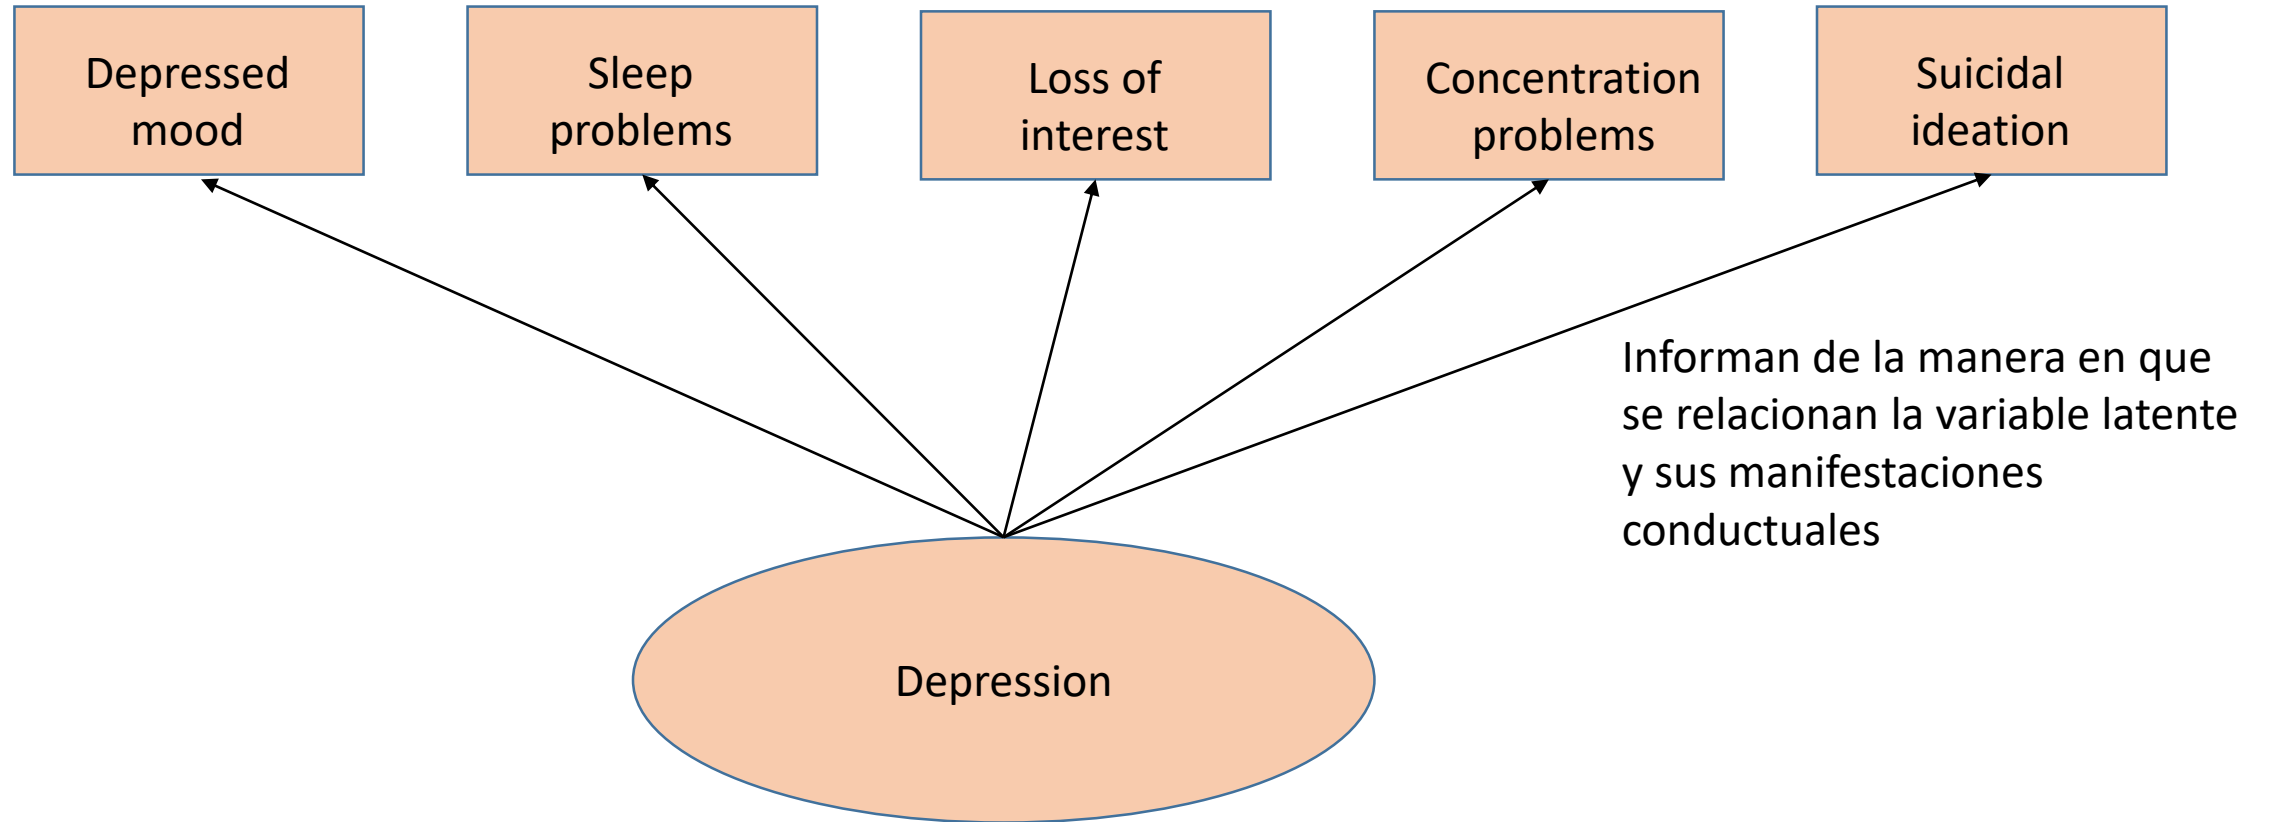 Depressed
mood
Sleep
problems
Loss of
interest
Concentration
problems
Suicidal
ideation
Informan de la manera en que
se relacionan la variable latente
y sus manifestaciones
conductuales
Depression